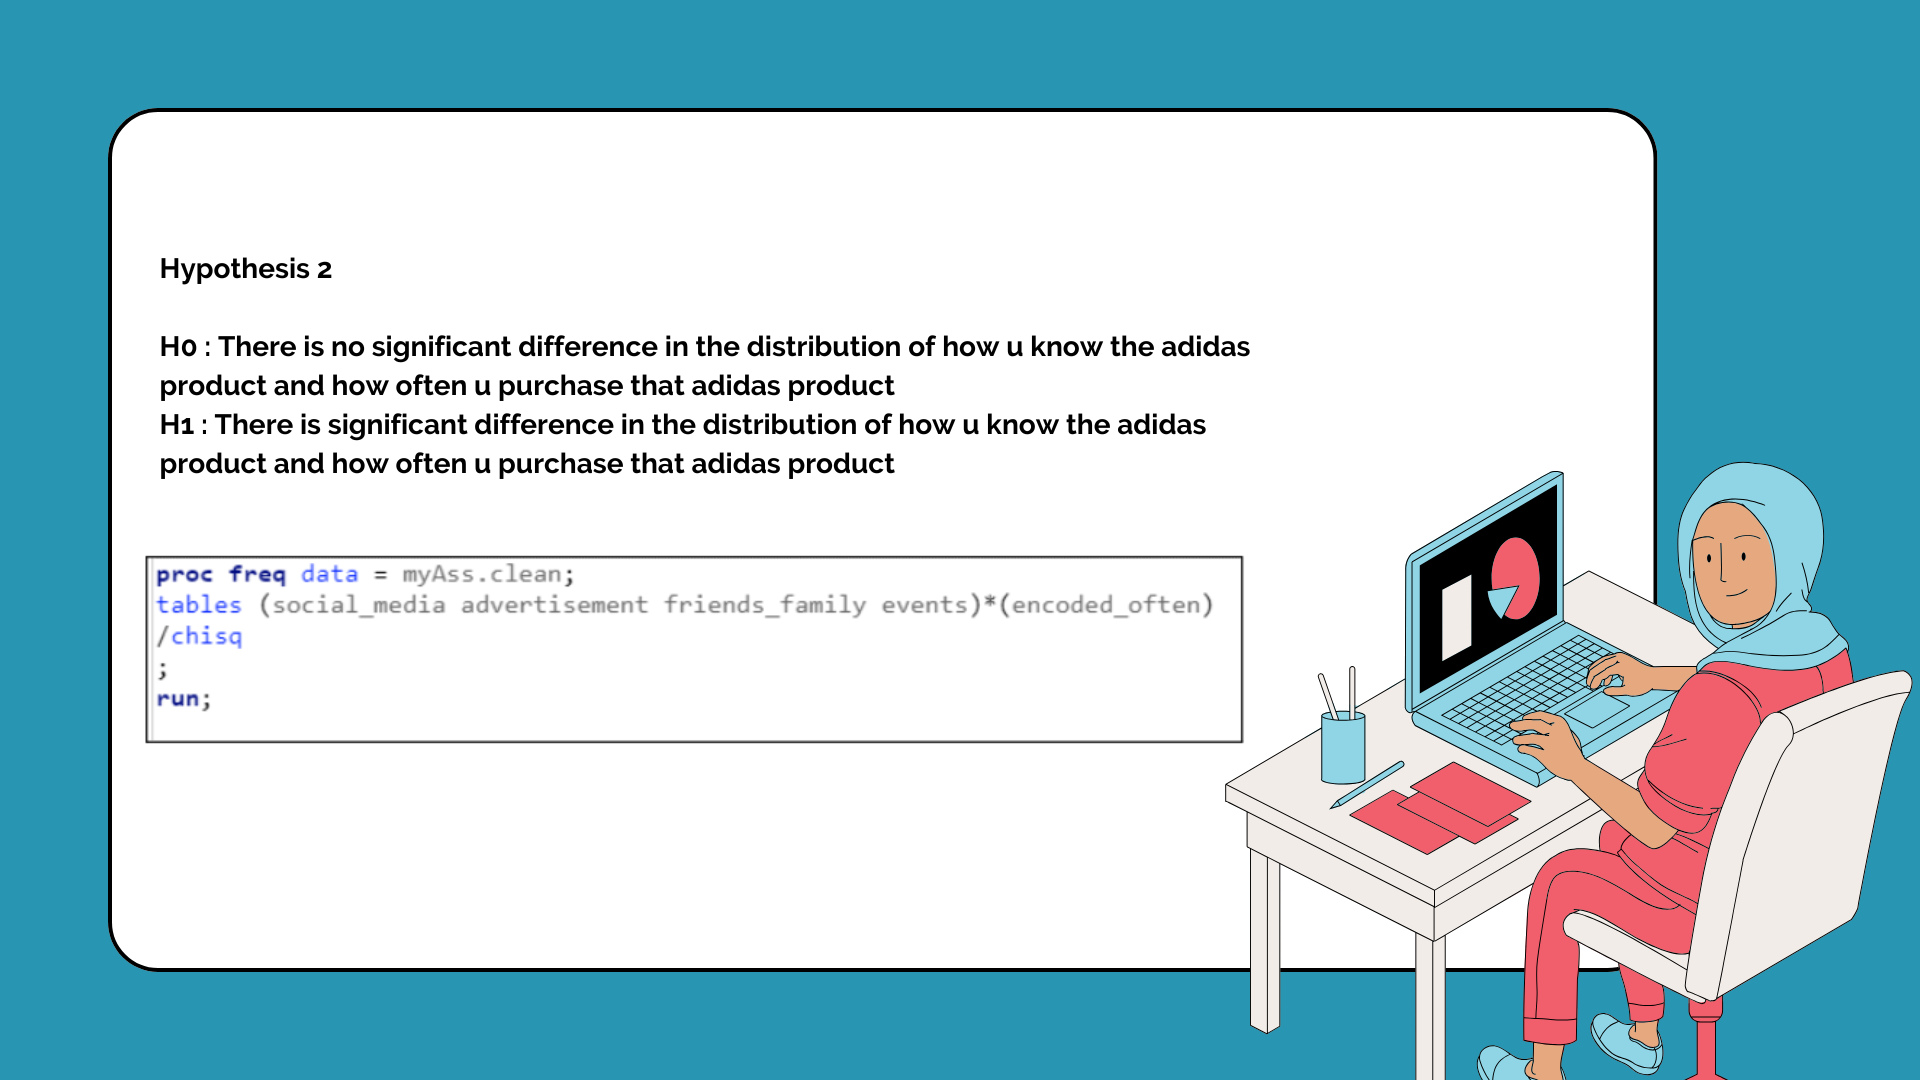 Hypothesis 2
H0 : There is no significant difference in the distribution of how u know the adidas
product and how often u purchase that adidas product
H1 : There is significant difference in the distribution of how u know the adidas
product and how often u purchase that adidas product
proc freq data = myAss.clean;
tables (social_media advertisement friends_family events)*(encoded_often)
/chisq
;
run;